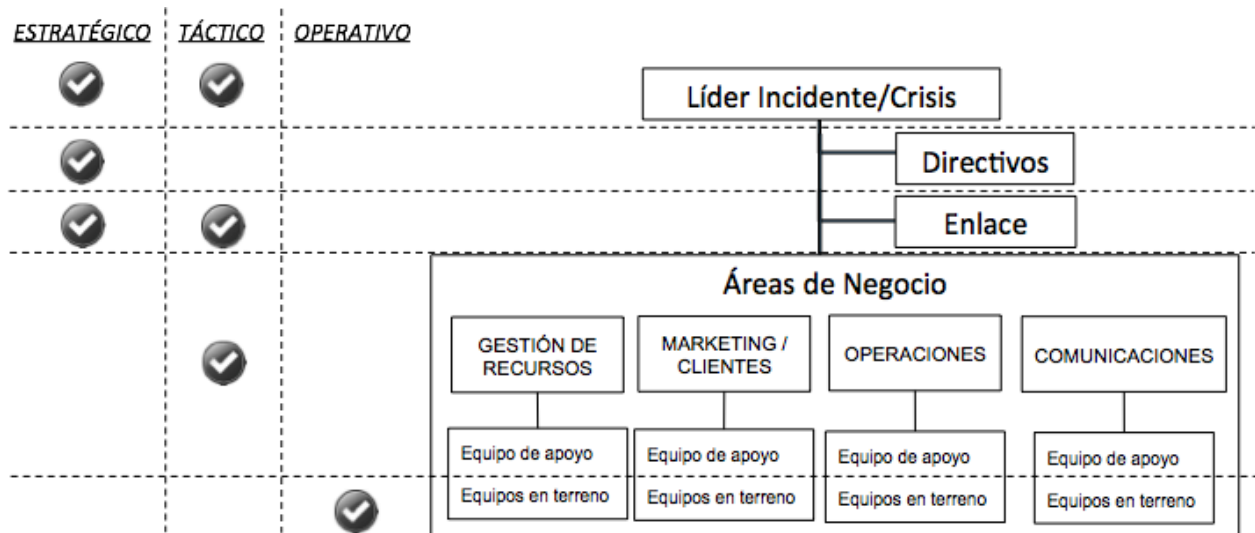 ESTRATÉGICO TÁCTICO OPERATIVO
Líder Incidente/Crisis
Directivos
Enlace
Áreas de Negocio
GESTIÓN DE
RECURSOS
MARKETING /
CLIENTES
OPERACIONES
COMUNICACIONES
Equipo de apoyo
Equipos en terreno
Equipo de apoyo
Equipos en terreno
Equipo de apoyo
Equipos en terreno
Equipo de apoyo
Equipos en terreno